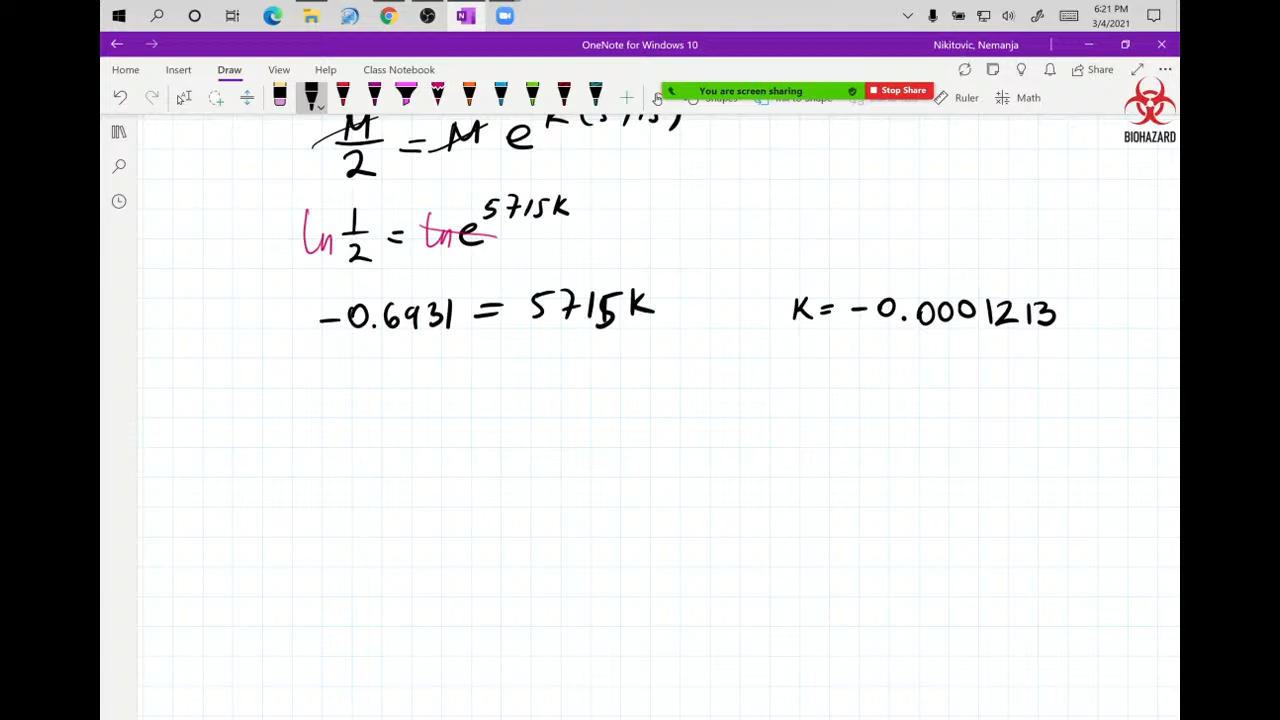 6:21 PM
3/4/2021
OneNote for Windows 10
Nikitovic, Nemanja
Home Insert Draw View Help Class Notebook
Share
You are screen sharing
Stop Share
Ruler
Math
BIOHAZARD
M/2 = M e
ln 1/2 = ln e^5715K
-0.6931 = 5715K
K = -0.0001213